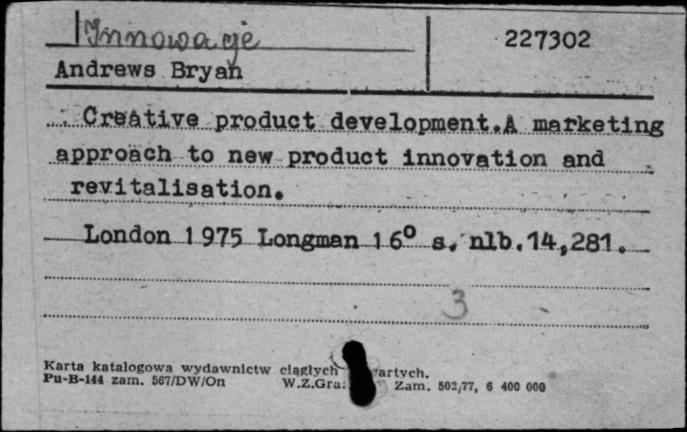 Innowacje
227302
Andrews Bryan
Creative product development.A marketing
approach to new product innovation and
revitalisation.
London 1975 Longman 16° s. nlb.14,281.
3
Karta katalogowa wydawnictw ciągłych artych.
Pu-B-144 zam. 567/DW/On W.Z.Gra. Zam. 502/77, 6 400 000